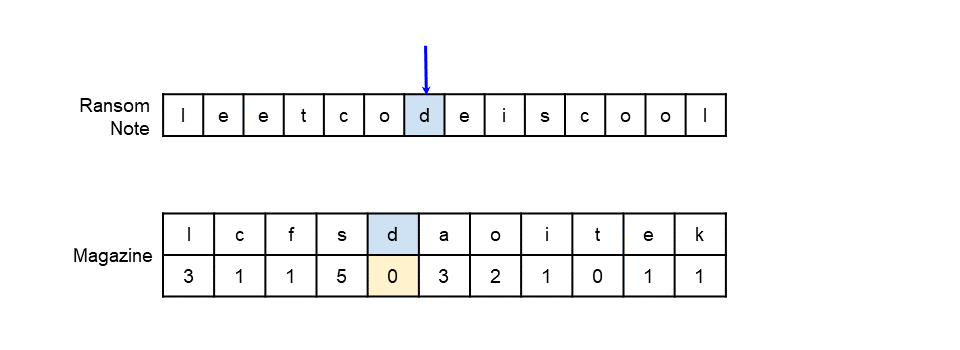 Ransom
Note
l e e t c o d e i s c o o l
Magazine
l c f s d a o i t e k
3 1 1 5 0 3 2 1 0 1 1